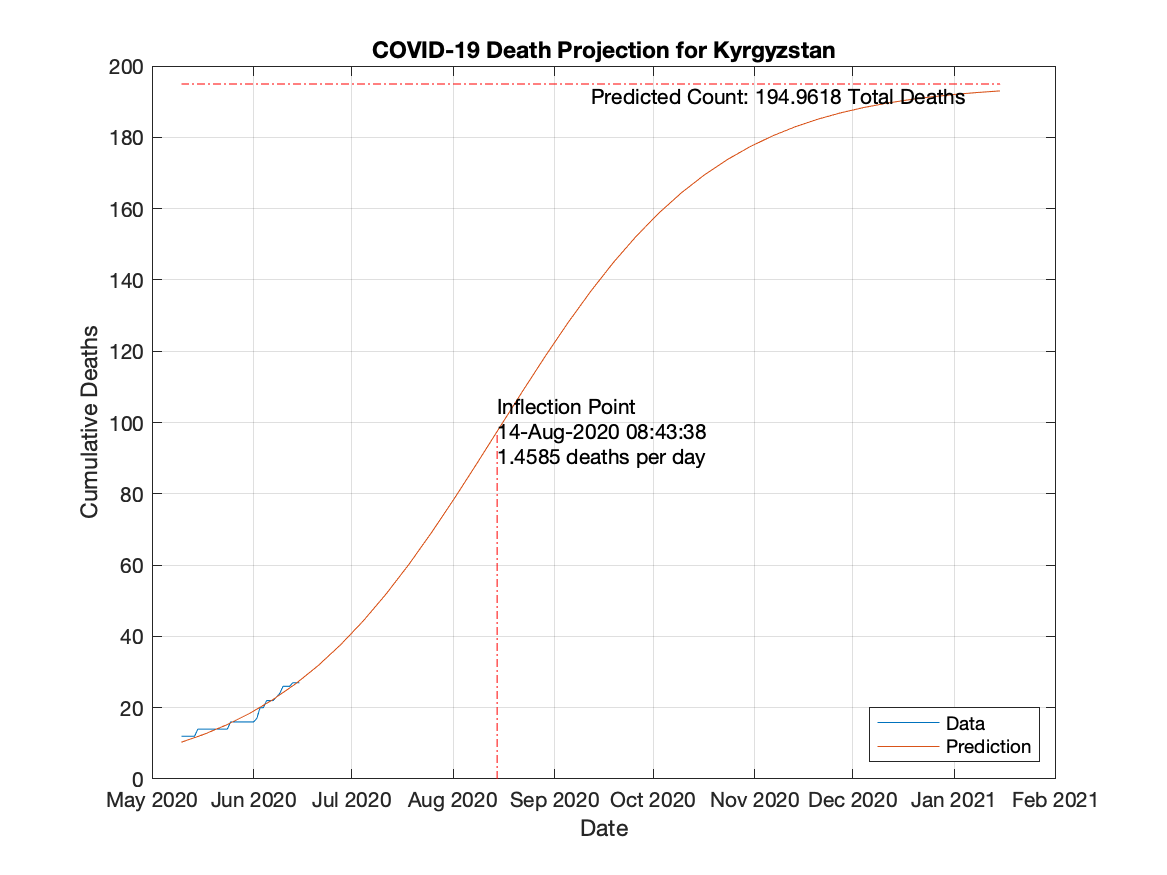 COVID-19 Death Projection for Kyrgyzstan
200
Predicted Count: 194.9618 Total Deaths
180
160
140
120
Cumulative Deaths
Inflection Point
100
14-Aug-2020 08:43:38
1.4585 deaths per day
80
60
40
20
Data
Prediction
0
May 2020 Jun 2020 Jul 2020 Aug 2020 Sep 2020 Oct 2020 Nov 2020 Dec 2020 Jan 2021 Feb 2021
Date